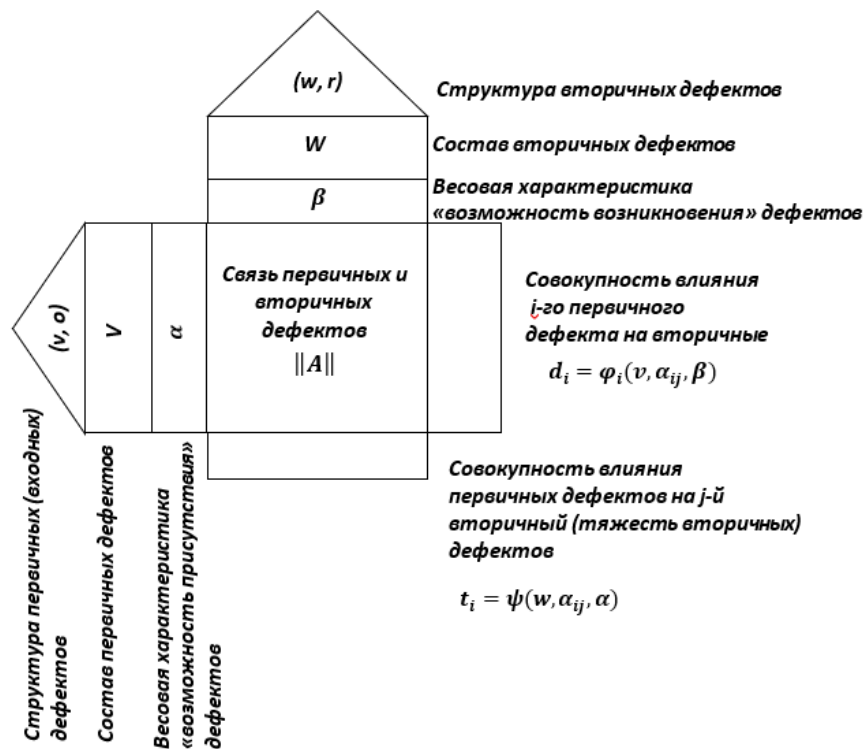 (w, r)
Структура вторичных дефектов
W
Состав вторичных дефектов
β
Весовая характеристика
«возможность возникновения» дефектов
(v, o)
V
α
Связь первичных и
вторичных
дефектов
‖A‖
Совокупность влияния
i-го первичного
дефекта на вторичные
dᵢ = φᵢ(v, αᵢⱼ, β)
Структура первичных (входных)
дефектов
Состав первичных дефектов
Весовая характеристика
«возможность присутствия»
дефектов
Совокупность влияния
первичных дефектов на j-й
вторичный (тяжесть вторичных)
дефектов
tᵢ = ψ(w, αᵢⱼ, α)